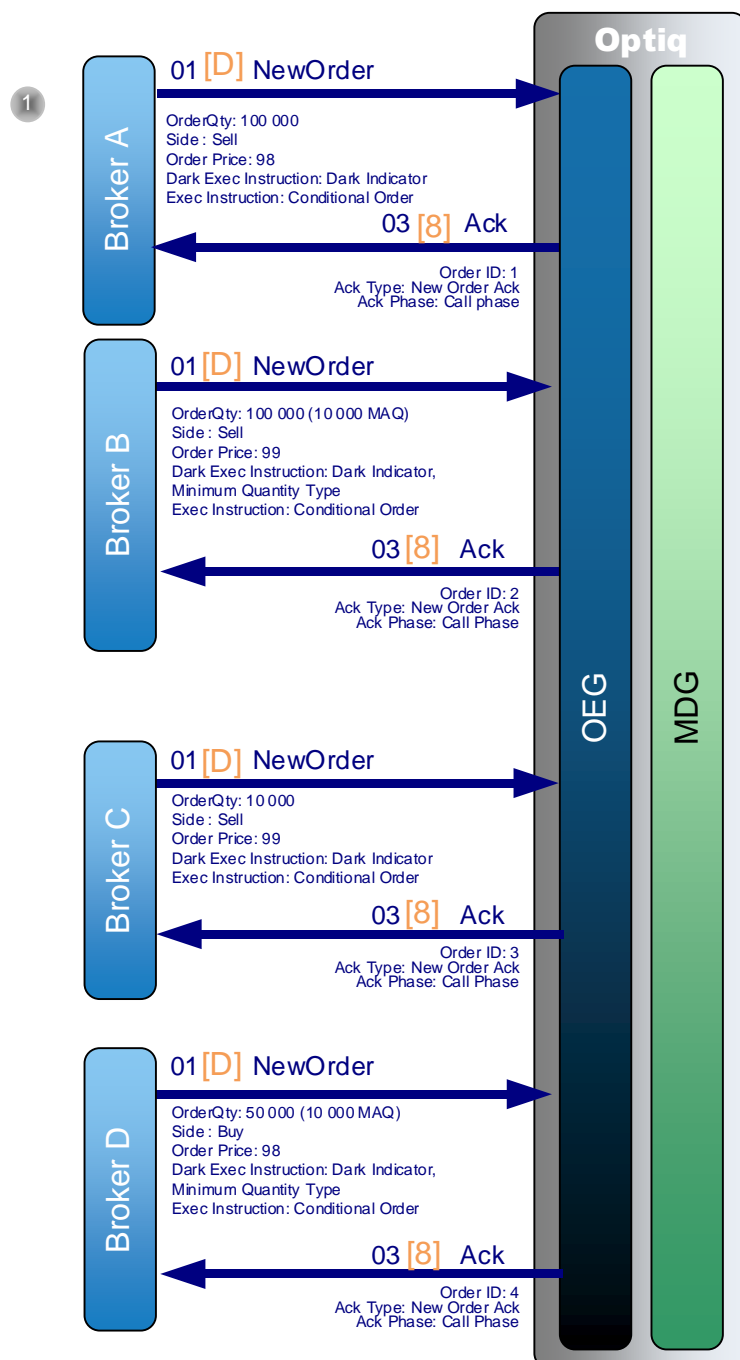 Optiq
1
Broker A
01 [D] NewOrder
OrderQty: 100 000
Side : Sell
Order Price: 98
Dark Exec Instruction: Dark Indicator
Exec Instruction: Conditional Order
03 [8] Ack
Order ID: 1
Ack Type: New Order Ack
Ack Phase: Call phase
Broker B
01 [D] NewOrder
OrderQty: 100 000 (10 000 MAQ)
Side : Sell
Order Price: 99
Dark Exec Instruction: Dark Indicator,
Minimum Quantity Type
Exec Instruction: Conditional Order
03 [8] Ack
Order ID: 2
Ack Type: New Order Ack
Ack Phase: Call Phase
OEG
MDG
Broker C
01 [D] NewOrder
OrderQty: 10 000
Side : Sell
Order Price: 99
Dark Exec Instruction: Dark Indicator
Exec Instruction: Conditional Order
03 [8] Ack
Order ID: 3
Ack Type: New Order Ack
Ack Phase: Call Phase
Broker D
01 [D] NewOrder
OrderQty: 50 000 (10 000 MAQ)
Side : Buy
Order Price: 98
Dark Exec Instruction: Dark Indicator,
Minimum Quantity Type
Exec Instruction: Conditional Order
03 [8] Ack
Order ID: 4
Ack Type: New Order Ack
Ack Phase: Call Phase